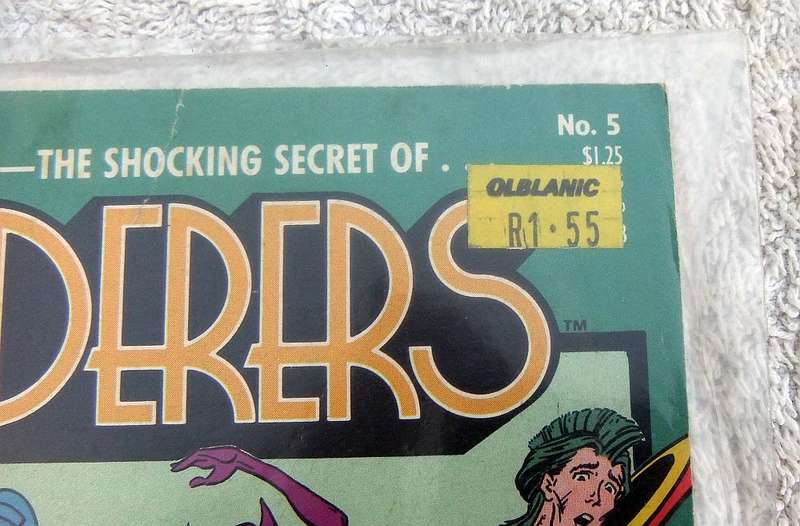 No. 5
$1.25
—THE SHOCKING SECRET OF . .
OLBLANIC
R1.55
DERERS
TM